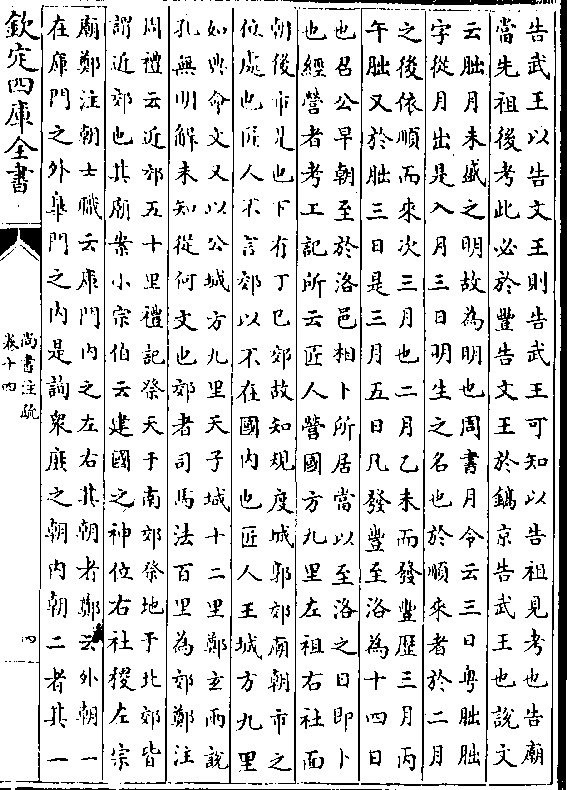 告武王以告文王則告武王可知以告祖見考也告廟
當先祖後考此必於豐告文王於鎬京告武王也說文
云朏月未盛之明故為明也周書月令云三日粵朏朏
字從月出是入月三日明生之名也於順來者於二月
之後依順而來次三月也二月乙未而發豐歷三月丙
午朏又於朏三日是三月五日凡發豐至洛為十四日
也召公早朝至於洛邑相卜所居當以至洛之日即卜
也經營者考工記所云匠人營國方九里左祖右社面
朝後市是也下有丁巳郊故知規度城郭郊廟朝市之
位處也匠人不言郊以不在國內也匠人王城方九里
如典命文又以公城方九里天子城十二里鄭玄兩說
孔無明解未知從何文也郊者司馬法百里為郊鄭注
周禮云近郊五十里禮記祭天于南郊祭地于北郊皆
謂近郊也其廟案小宗伯云建國之神位右社稷左宗
廟鄭注朝士職云庫門內之左右其朝者鄭云外朝一
在庫門之外皋門之內是詢衆庶之朝內朝二者其一
欽定四庫全書
尚書注疏
卷十四
四